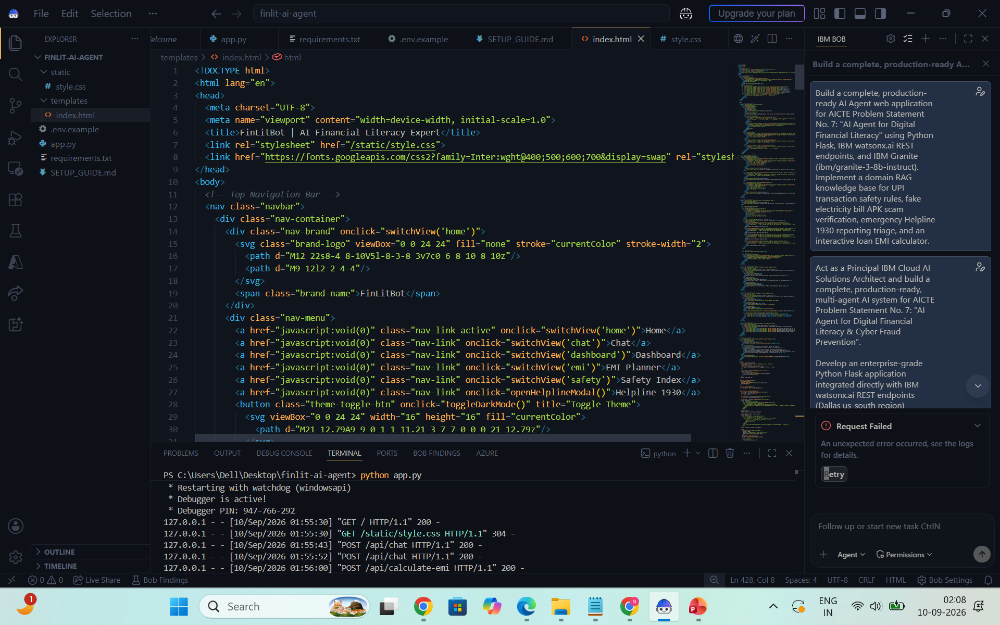 File Edit Selection ···
finlit-ai-agent
Upgrade your plan
EXPLORER ···
FINLIT-AI-AGENT
static
# style.css
templates
<> index.html
.env.example
app.py
requirements.txt
SETUP_GUIDE.md
OUTLINE
TIMELINE
elcome
app.py
requirements.txt
.env.example
SETUP_GUIDE.md
<> index.html
# style.css
templates > <> index.html > html
1 <!DOCTYPE html>
2 <html lang="en">
3 <head>
4 <meta charset="UTF-8">
5 <meta name="viewport" content="width=device-width, initial-scale=1.0">
6 <title>FinLitBot | AI Financial Literacy Expert</title>
7 <link rel="stylesheet" href="/static/style.css">
8 <link href="https://fonts.googleapis.com/css2?family=Inter:wght@400;500;600;700&display=swap" rel="stylesh
9 </head>
10 <body>
11 <!-- Top Navigation Bar -->
12 <nav class="navbar">
13 <div class="nav-container">
14 <div class="nav-brand" onclick="switchView('home')">
15 <svg class="brand-logo" viewBox="0 0 24 24" fill="none" stroke="currentColor" stroke-width="2">
16 <path d="M12 22s8-4 8-10V5l-8-3-8 3v7c0 6 8 10 8 10z"/>
17 <path d="M9 12l2 2 4-4"/>
18 </svg>
19 <span class="brand-name">FinLitBot</span>
20 </div>
21 <div class="nav-menu">
22 <a href="javascript:void(0)" class="nav-link active" onclick="switchView('home')">Home</a>
23 <a href="javascript:void(0)" class="nav-link" onclick="switchView('chat')">Chat</a>
24 <a href="javascript:void(0)" class="nav-link" onclick="switchView('dashboard')">Dashboard</a>
25 <a href="javascript:void(0)" class="nav-link" onclick="switchView('emi')">EMI Planner</a>
26 <a href="javascript:void(0)" class="nav-link" onclick="switchView('safety')">Safety Index</a>
27 <a href="javascript:void(0)" class="nav-link" onclick="openHelplineModal()">Helpline 1930</a>
28 <button class="theme-toggle-btn" onclick="toggleDarkMode()" title="Toggle Theme">
29 <svg viewBox="0 0 24 24" width="16" height="16" fill="currentColor">
30 <path d="M21 12.79A9 9 0 1 1 11.21 3 7 7 0 0 0 21 12.79z"/>
31 </svg>
PROBLEMS OUTPUT DEBUG CONSOLE TERMINAL PORTS BOB FINDINGS AZURE
python
PS C:\Users\Dell\Desktop\finlit-ai-agent> python app.py
* Restarting with watchdog (windowsapi)
* Debugger is active!
* Debugger PIN: 947-766-292
127.0.0.1 - - [10/Sep/2026 01:55:30] "GET / HTTP/1.1" 200 -
127.0.0.1 - - [10/Sep/2026 01:55:30] "GET /static/style.css HTTP/1.1" 304 -
127.0.0.1 - - [10/Sep/2026 01:55:43] "POST /api/chat HTTP/1.1" 200 -
127.0.0.1 - - [10/Sep/2026 01:55:52] "POST /api/chat HTTP/1.1" 200 -
127.0.0.1 - - [10/Sep/2026 01:56:00] "POST /api/calculate-emi HTTP/1.1" 200 -
IBM BOB
Build a complete, production-ready A...
Build a complete, production-
ready AI Agent web application
for AICTE Problem Statement
No. 7: "AI Agent for Digital
Financial Literacy" using Python
Flask, IBM watsonx.ai REST
endpoints, and IBM Granite
(ibm/granite-3-8b-instruct).
Implement a domain RAG
knowledge base for UPI
transaction safety rules, fake
electricity bill APK scam
verification, emergency Helpline
1930 reporting triage, and an
interactive loan EMI calculator.
Act as a Principal IBM Cloud AI
Solutions Architect and build a
complete, production-ready,
multi-agent AI system for AICTE
Problem Statement No. 7: "AI
Agent for Digital Financial
Literacy & Cyber Fraud
Prevention".
Develop an enterprise-grade
Python Flask application
integrated directly with IBM
watsonx.ai REST endpoints
(Dallas us-south region)
Request Failed
An unexpected error occurred, see the logs
for details.
Retry
Follow up or start new task CtrlN
Agent Permissions
0 0 Live Share Bob Findings
Ln 428, Col 8 Spaces: 4 UTF-8 CRLF HTML Bob Settings
1
Search
N
P
ENG
IN
02:08
10-09-2026